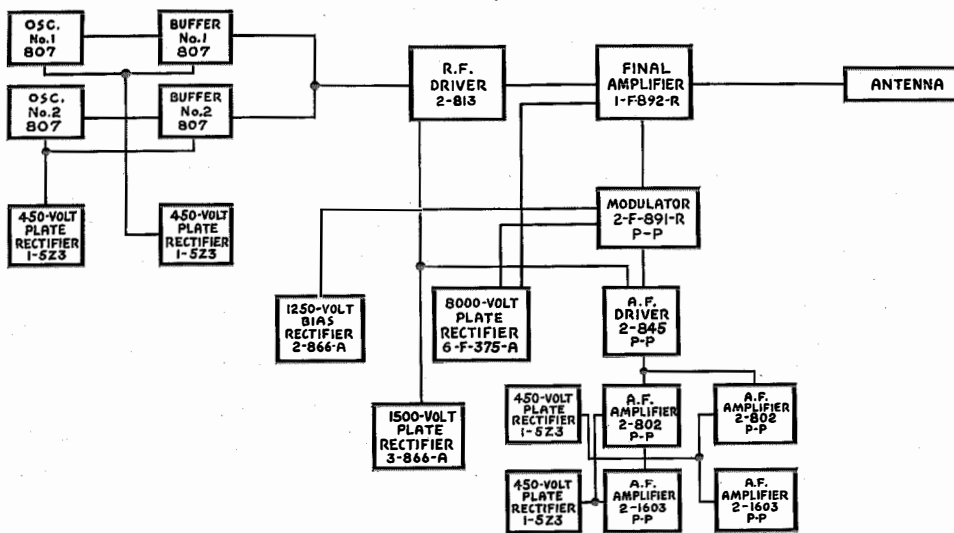 OSC.
No.1
807
BUFFER
No.1
807
OSC.
No.2
807
BUFFER
No.2
807
R.F.
DRIVER
2-813
FINAL
AMPLIFIER
1-F-892-R
ANTENNA
450-VOLT
PLATE
RECTIFIER
1-5Z3
450-VOLT
PLATE
RECTIFIER
1-5Z3
MODULATOR
2-F-891-R
P-P
1250-VOLT
BIAS
RECTIFIER
2-866-A
8000-VOLT
PLATE
RECTIFIER
6-F-375-A
A.F.
DRIVER
2-845
P-P
1500-VOLT
PLATE
RECTIFIER
3-866-A
450-VOLT
PLATE
RECTIFIER
1-5Z3
A.F.
AMPLIFIER
2-802
P-P
A.F.
AMPLIFIER
2-802
P-P
450-VOLT
PLATE
RECTIFIER
1-5Z3
A.F.
AMPLIFIER
2-1603
P-P
A.F.
AMPLIFIER
2-1603
P-P